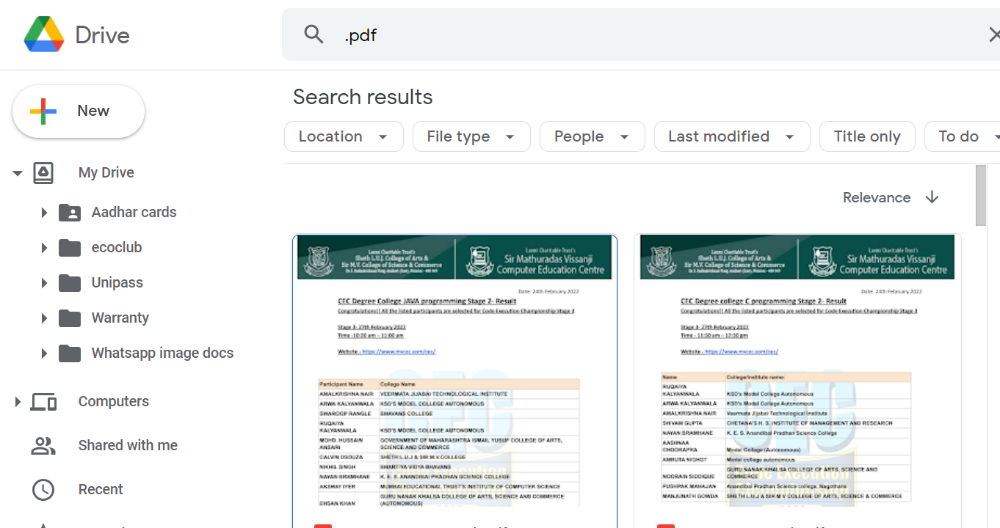 Drive
.pdf
New
Search results
Location
File type
People
Last modified
Title only
To do
My Drive
Relevance
Aadhar cards
ecoclub
Unipass
Warranty
Whatsapp image docs
Computers
Shared with me
Recent
Laxmi Charitable Trust's
Sheth L.U.J. College of Arts &
Sir M.V. College of Science & Commerce
Laxmi Charitable Trust's
Sir Mathuradas Vissanji
Computer Education Centre
Date: 24th February 2022
CEC Degree College JAVA programming Stage 2- Result
Congratulations!! All the listed participants are selected for Code Execution Championship Stage 3
Stage 3- 27th February 2022
Time -10:20 am – 11:00 am
Website - https://www.mvcec.com/cec/
Participant Name College Name
AMALKRISHNA NAIR VEERMATA JIJABAI TECHNOLOGICAL INSTITUTE
ARWA KALYANWALA KSD'S MODEL COLLEGE AUTONOMOUS
SWAROOP RANGLE BHAVANS COLLEGE
RUQAIYA
KALYANWALA KSD'S MODEL COLLEGE AUTONOMOUS
MOHD. HUSSAIN GOVERNMENT OF MAHARASHTRA ISMAIL YUSUF COLLEGE OF ARTS,
ANSARI SCIENCE AND COMMERCE
CALVIN DSOUZA SHETH L.U.J & SIR M.V.COLLEGE
NIKHIL SINGH BHARTIYA VIDYA BHAVANS
NAYAN BRAMHANE K. E. S. ANANDIBAI PRADHAN SCIENCE COLLEGE
AKSHAY IYER MUMBAI EDUCATIONAL TRUST'S INSTITUTE OF COMPUTER SCIENCE
GURU NANAK KHALSA COLLEGE OF ARTS, SCIENCE AND COMMERCE
EHSAN KHAN (AUTONOMOUS)
Laxmi Charitable Trust's
Sheth L.U.J. College of Arts &
Sir M.V. College of Science & Commerce
Laxmi Charitable Trust's
Sir Mathuradas Vissanji
Computer Education Centre
Date: 24th February 2022
CEC Degree college C programming Stage 2- Result
Congratulations!! All the listed participants are selected for Code Execution Championship Stage 3
Stage 3- 27th February 2022
Time - 11:50 am – 12:30 pm
Website - https://www.mvcec.com/cec/
Name College/Institute name:
RUQAIYA
KALYANWALA KSD's Model College Autonomous
ARWA KALYANWALA KSD's Model College Autonomous
AMALKRISHNA NAIR Veermata Jijabai Technological Institute
SHIVAM GUPTA CHETANA'S H. S. INSTITUTE OF MANAGEMENT AND RESEARCH
NAYAN BRAMHANE K. E. S. Anandibai Pradhan Science College
AASHNAA
CHOORAPRA Model College (Autonomous)
AMRUTA NIGHOT Model college autonomous
GURU NANAK KHALSA COLLEGE OF ARTS, SCIENCE AND
NOORAIN SIDDIQUE COMMERCE
PUSHPAK MAHAJAN Anandibai Pradhan Science college, Nagothane
MANJUNATH GOWDA SHETH L.U.J & SIR M V COLLEGE OF ARTS, SCIENCE & COMMERCE